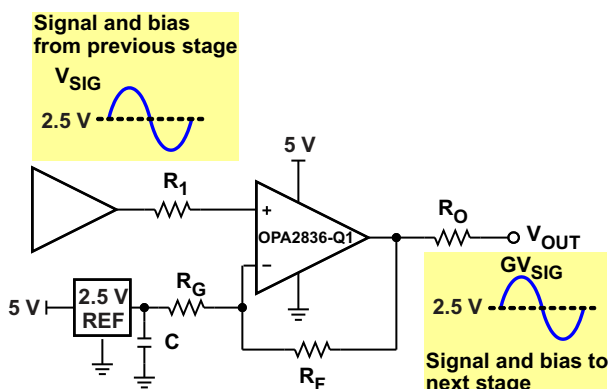 Signal and bias
from previous stage
VSIG
2.5 V
5 V
R1
RO
OPA2836-Q1
+
−
VOUT
GVSIG
2.5 V
Signal and bias to
next stage
5 V
2.5 V
REF
RG
C
RF